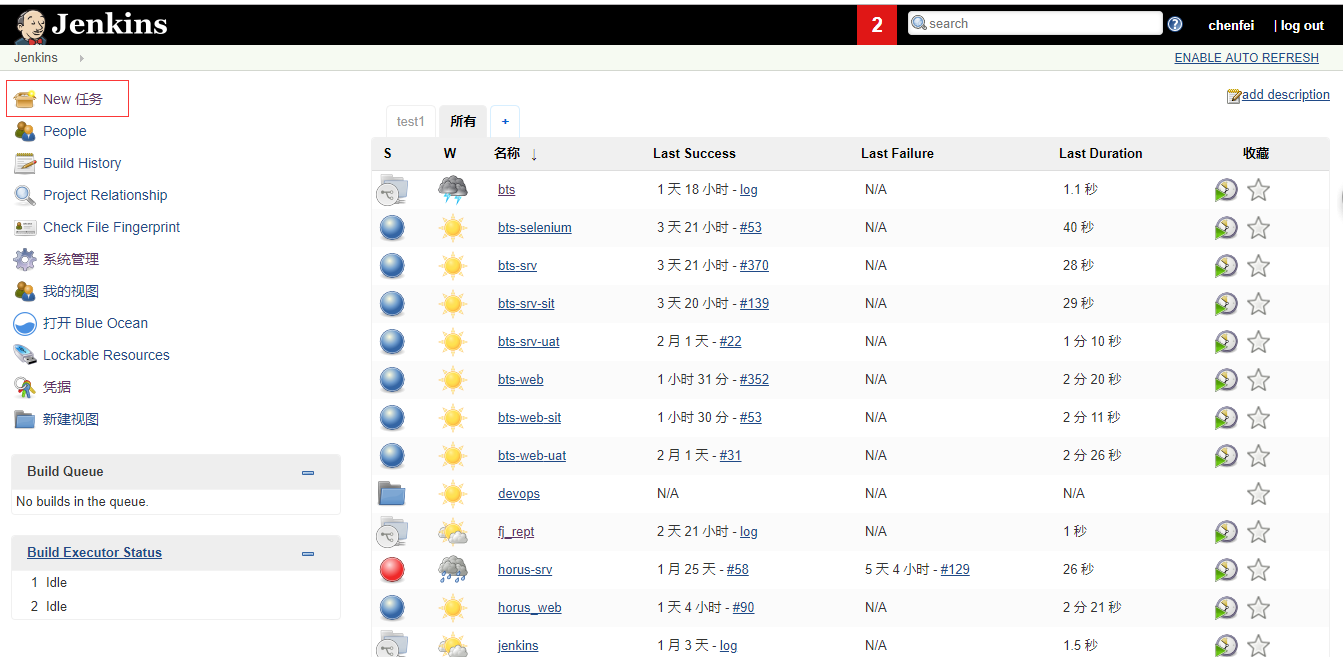 Jenkins
2
search
chenfei
| log out
Jenkins
ENABLE AUTO REFRESH
New 任务
People
Build History
Project Relationship
Check File Fingerprint
系统管理
我的视图
打开 Blue Ocean
Lockable Resources
凭据
新建视图
Build Queue
No builds in the queue.
Build Executor Status
1 Idle
2 Idle
add description
test1 所有 +
S W 名称 ↓ Last Success Last Failure Last Duration 收藏
bts 1 天 18 小时 - log N/A 1.1 秒
bts-selenium 3 天 21 小时 - #53 N/A 40 秒
bts-srv 3 天 21 小时 - #370 N/A 28 秒
bts-srv-sit 3 天 20 小时 - #139 N/A 29 秒
bts-srv-uat 2 月 1 天 - #22 N/A 1 分 10 秒
bts-web 1 小时 31 分 - #352 N/A 2 分 20 秒
bts-web-sit 1 小时 30 分 - #53 N/A 2 分 11 秒
bts-web-uat 2 月 1 天 - #31 N/A 2 分 26 秒
devops N/A N/A N/A
fj_rept 2 天 21 小时 - log N/A 1 秒
horus-srv 1 月 25 天 - #58 5 天 4 小时 - #129 26 秒
horus_web 1 天 4 小时 - #90 N/A 2 分 21 秒
jenkins 1 月 3 天 - log N/A 1.5 秒